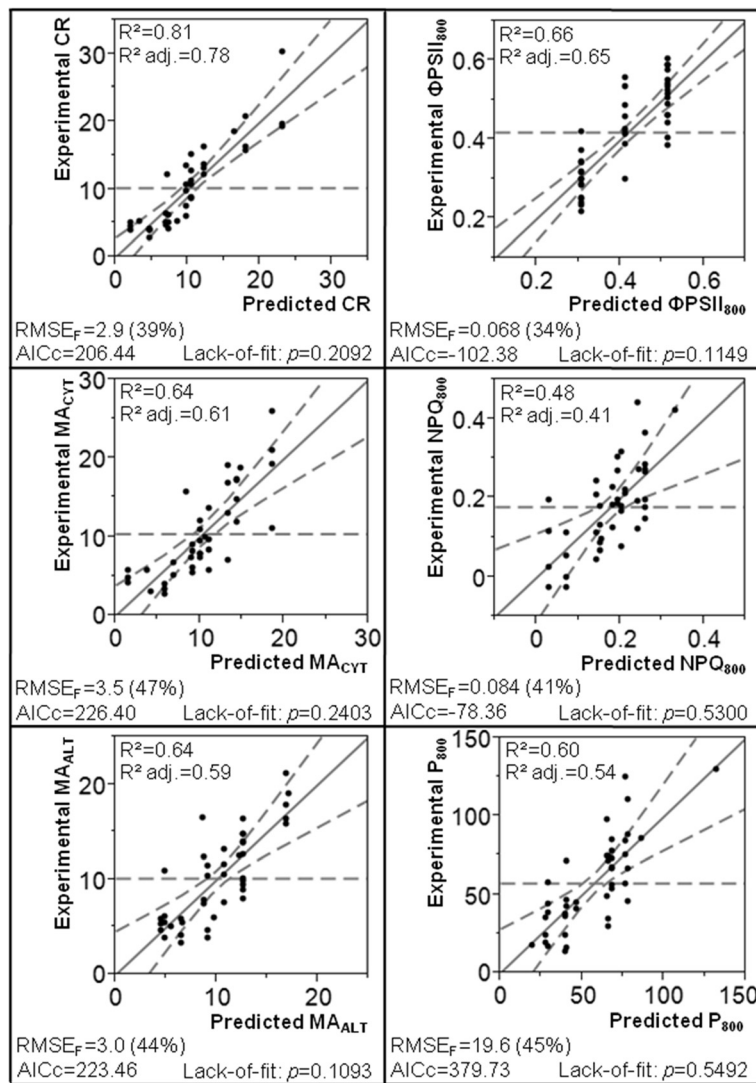 R²=0.81
R² adj.=0.78
Experimental CR
30
20
10
0
0 5 10 15 20 25 30 35
Predicted CR
RMSE_F=2.9 (39%)
AICc=206.44 Lack-of-fit: p=0.2092
R²=0.66
R² adj.=0.65
Experimental ΦPSII₈₀₀
0.6
0.4
0.2
0.2 0.4 0.6
Predicted ΦPSII₈₀₀
RMSE_F=0.068 (34%)
AICc=-102.38 Lack-of-fit: p=0.1149
R²=0.64
R² adj.=0.61
Experimental MA_CYT
30
20
10
0
0 5 10 15 20 25 30
Predicted MA_CYT
RMSE_F=3.5 (47%)
AICc=226.40 Lack-of-fit: p=0.2403
R²=0.48
R² adj.=0.41
Experimental NPQ₈₀₀
0.4
0.2
0
0 0.2 0.4
Predicted NPQ₈₀₀
RMSE_F=0.084 (41%)
AICc=-78.36 Lack-of-fit: p=0.5300
R²=0.64
R² adj.=0.59
Experimental MA_ALT
20
10
0
0 10 20
Predicted MA_ALT
RMSE_F=3.0 (44%)
AICc=223.46 Lack-of-fit: p=0.1093
R²=0.60
R² adj.=0.54
Experimental P₈₀₀
150
100
50
0
0 50 100 150
Predicted P₈₀₀
RMSE_F=19.6 (45%)
AICc=379.73 Lack-of-fit: p=0.5492